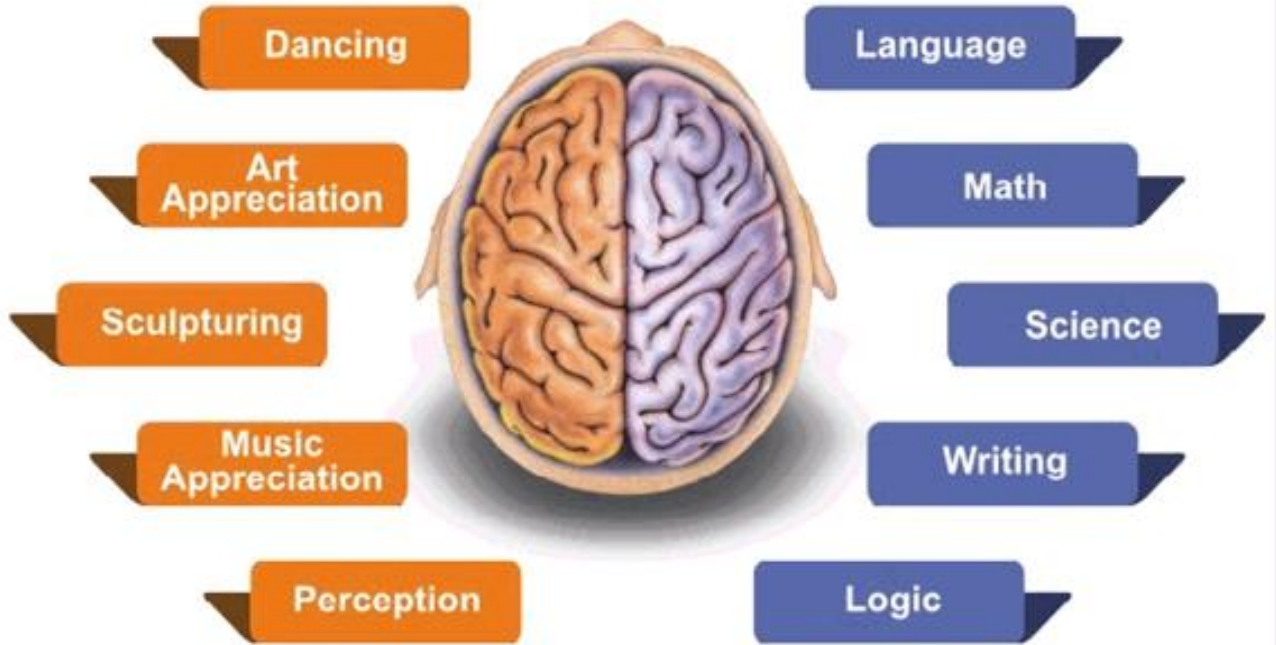 Dancing
Language
Art
Appreciation
Math
Sculpturing
Science
Music
Appreciation
Writing
Perception
Logic